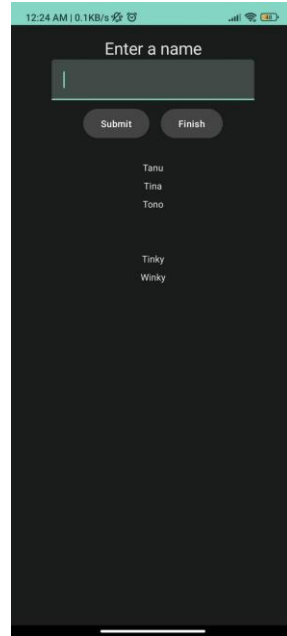 12:24 AM | 0.1KB/s
Enter a name
Submit Finish
Tanu
Tina
Tono
Tinky
Winky